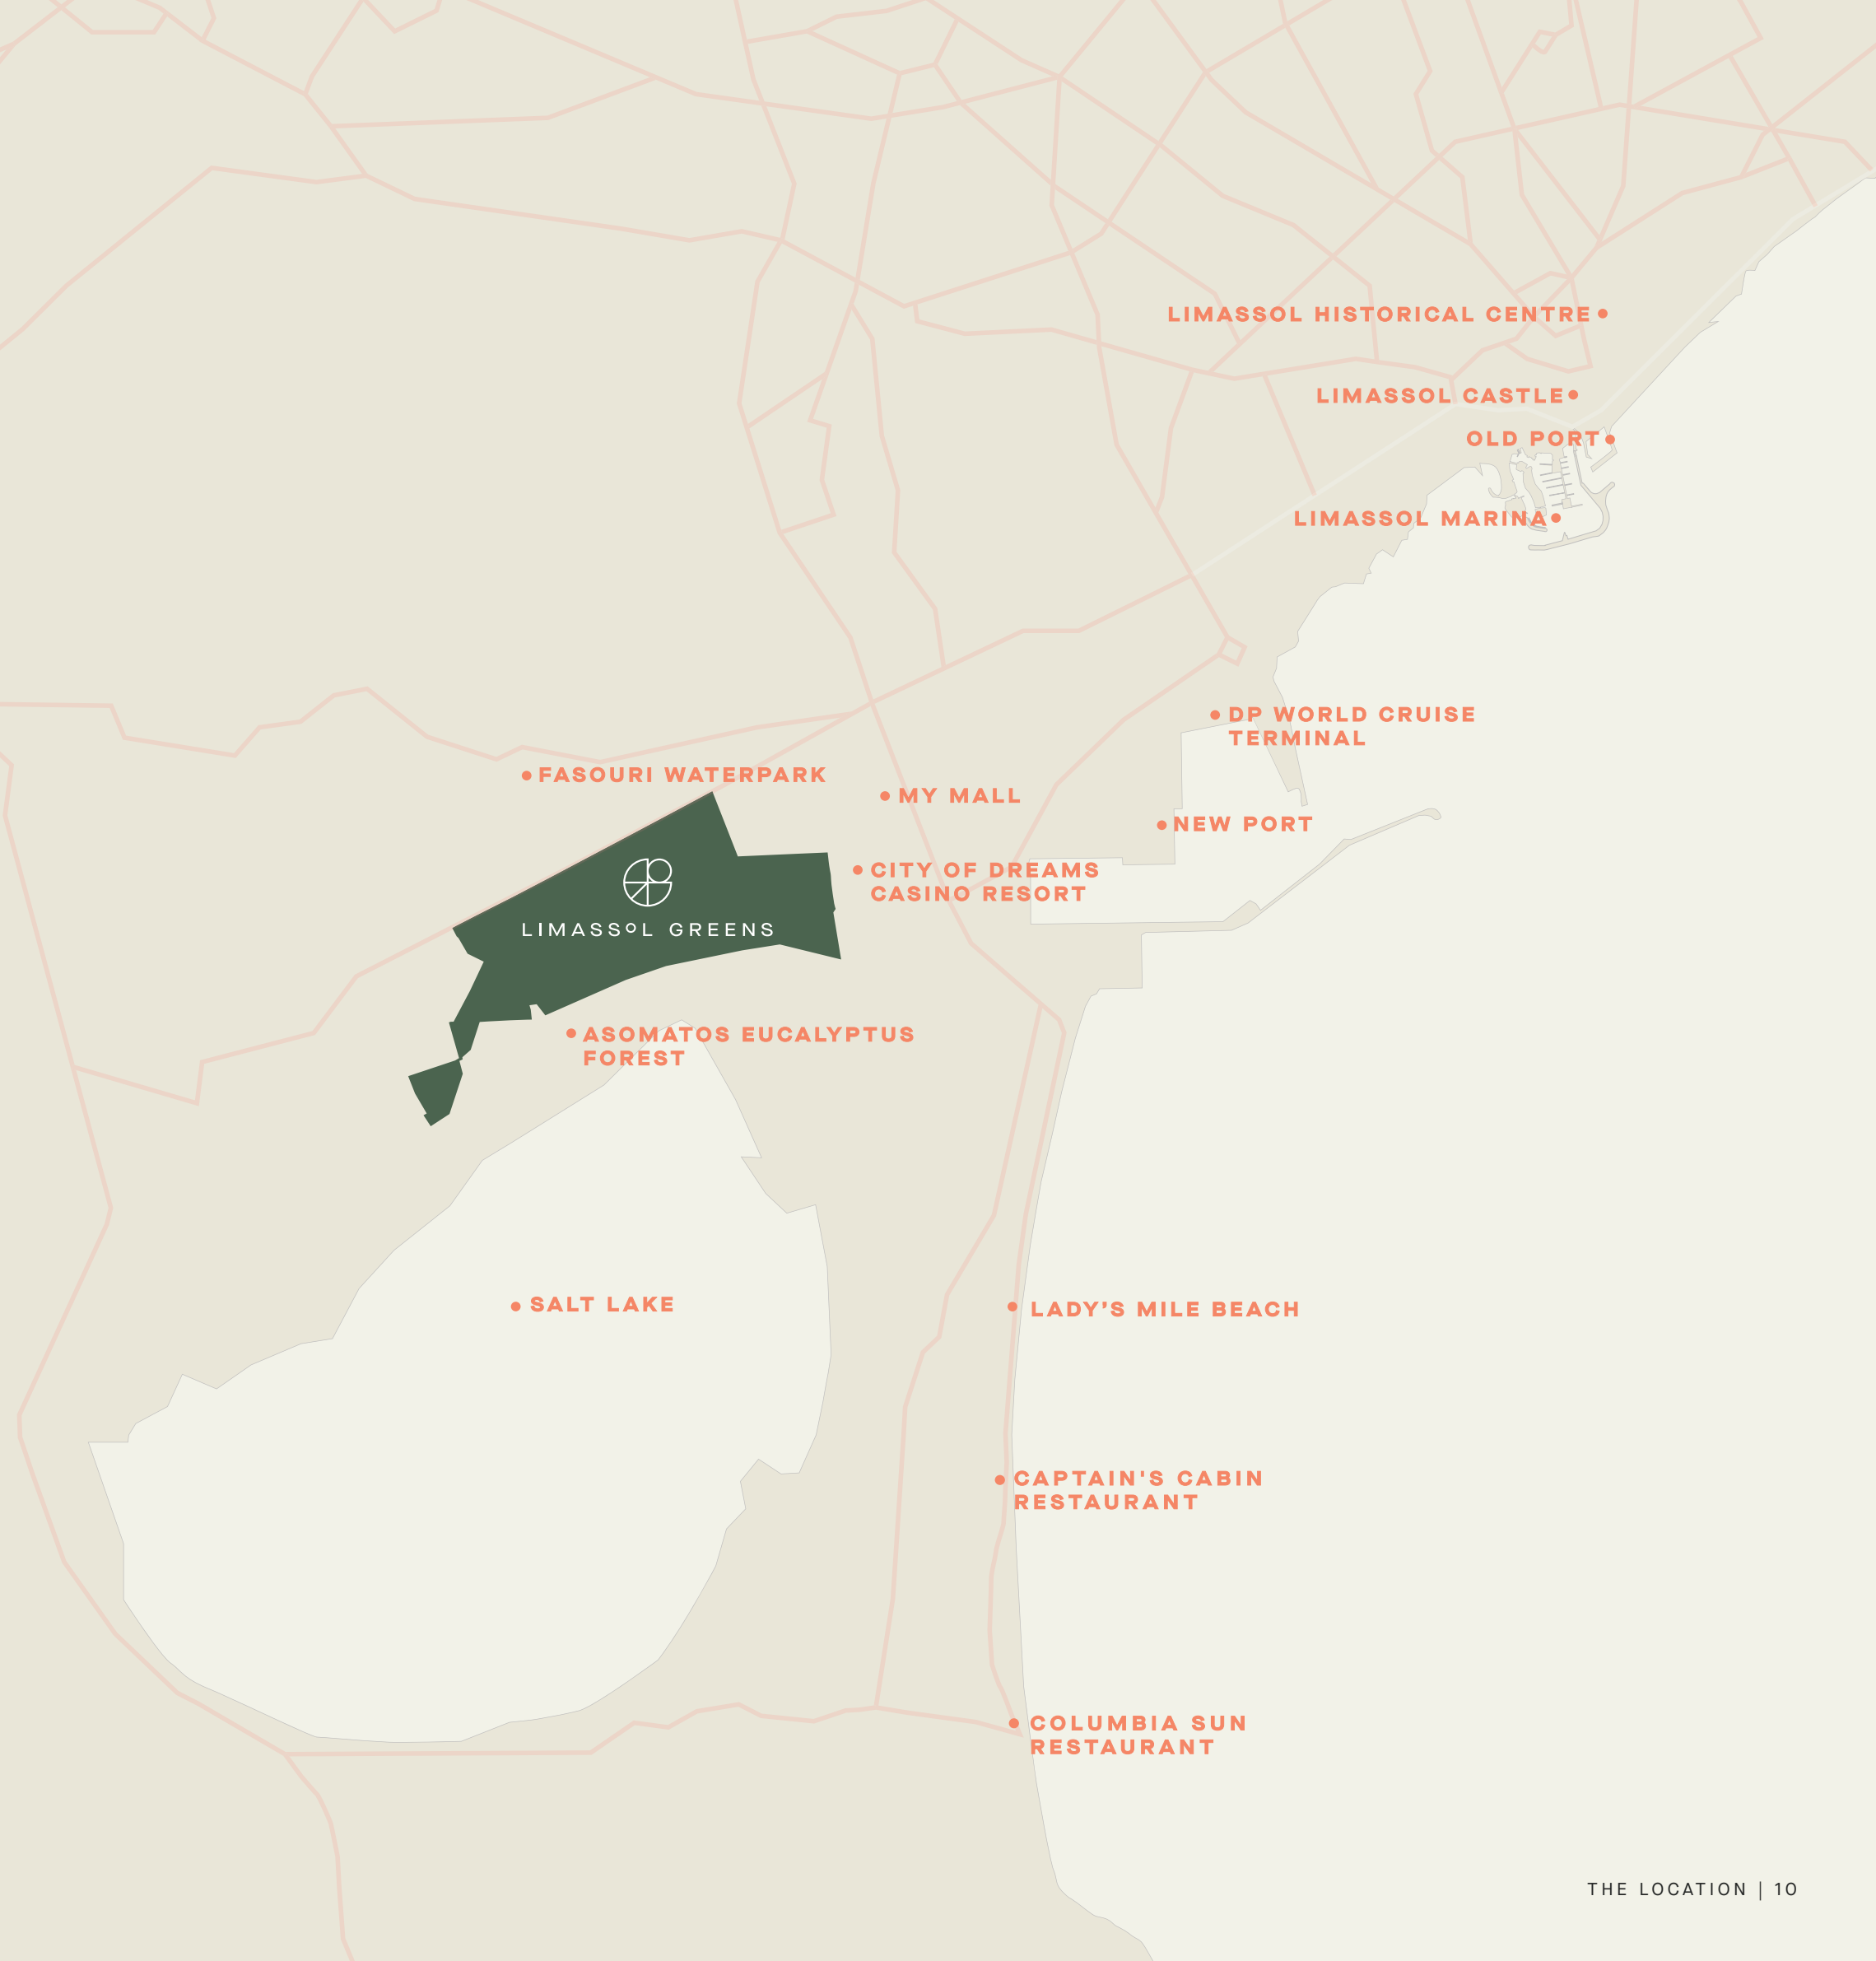 LIMASSOL HISTORICAL CENTRE
LIMASSOL CASTLE
OLD PORT
LIMASSOL MARINA
DP WORLD CRUISE
TERMINAL
FASOURI WATERPARK
MY MALL
NEW PORT
CITY OF DREAMS
CASINO RESORT
LIMASSOL GREENS
ASOMATOS EUCALYPTUS
FOREST
SALT LAKE
LADY’S MILE BEACH
CAPTAIN'S CABIN
RESTAURANT
COLUMBIA SUN
RESTAURANT
THE LOCATION | 10